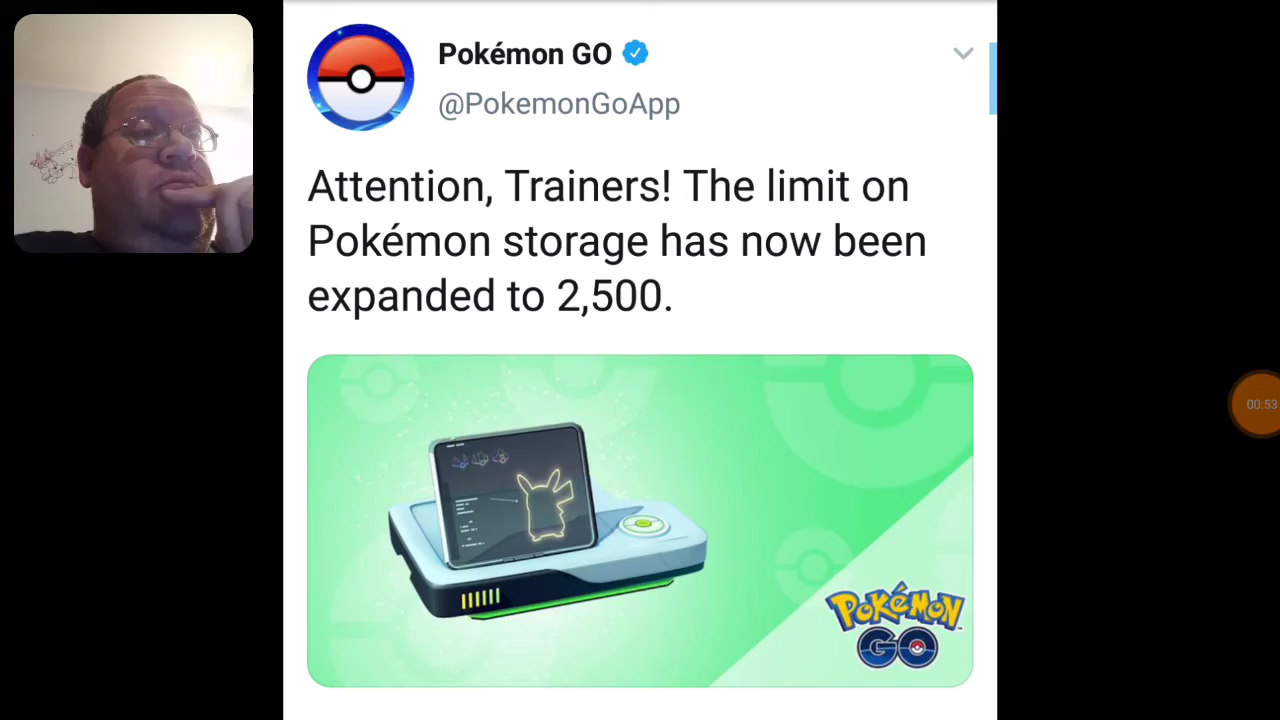 Pokémon GO
@PokemonGoApp
Attention, Trainers! The limit on
Pokémon storage has now been
expanded to 2,500.
00:53
POKéMON
GO